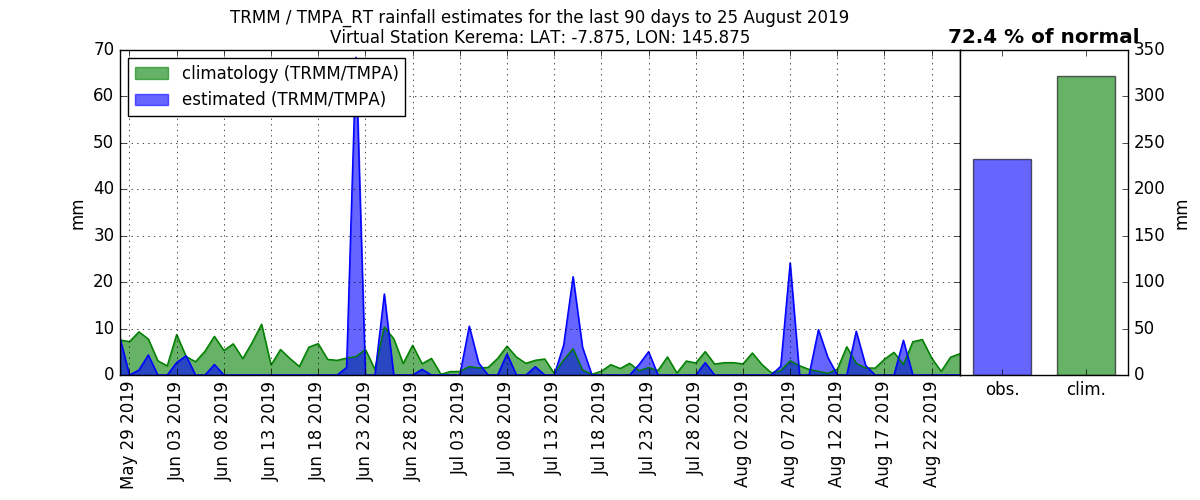 TRMM / TMPA_RT rainfall estimates for the last 90 days to 25 August 2019
Virtual Station Kerema: LAT: -7.875, LON: 145.875
72.4 % of normal
climatology (TRMM/TMPA)
estimated (TRMM/TMPA)
mm
70
60
50
40
30
20
10
0
May 29 2019
Jun 03 2019
Jun 08 2019
Jun 13 2019
Jun 18 2019
Jun 23 2019
Jun 28 2019
Jul 03 2019
Jul 08 2019
Jul 13 2019
Jul 18 2019
Jul 23 2019
Jul 28 2019
Aug 02 2019
Aug 07 2019
Aug 12 2019
Aug 17 2019
Aug 22 2019
350
300
250
200
150
100
50
0
mm
obs.
clim.